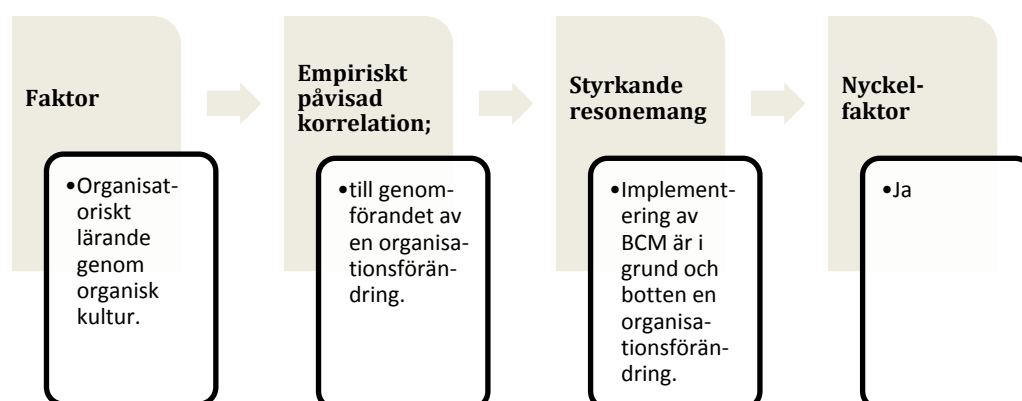 Faktor
•Organisat-
oriskt
lärande
genom
organisk
kultur.
Empiriskt
påvisad
korrelation;
•till genom-
förandet av
en organisa-
tionsförän-
dring.
Styrkande
resonemang
•Implement-
ering av
BCM är i
grund och
botten en
organisa-
tionsförän-
dring.
Nyckel-
faktor
•Ja